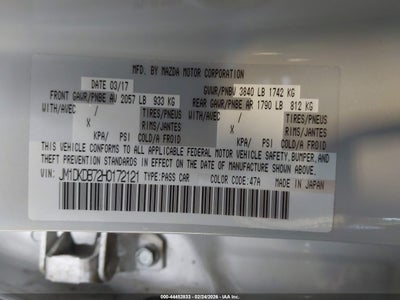 MFD. BY MAZDA MOTOR CORPORATION
DATE 03/17 GVWR/PNBV 3840 LB 1742 KG
FRONT GAWR/PNBE AV 2057 LB 933 KG REAR GAWR/PNBE AR 1790 LB 812 KG
WITH/AVEC / TIRES/PNEUS WITH/AVEC / TIRES/PNEUS
X RIMS/JANTES X RIMS/JANTES
KPA/ PSI COLD/A FROID KPA/ PSI COLD/A FROID
THIS VEHICLE CONFORMS TO ALL APPLICABLE FEDERAL MOTOR VEHICLE SAFETY, BUMPER, AND
THEFT PREVENTION STANDARDS IN EFFECT ON THE DATE OF MANUFACTURE SHOWN ABOVE.
VIN: JM1DKDB72H0172121 TYPE: PASS CAR COLOR CODE: 47A MADE IN JAPAN
000-44452833 - 02/24/2026 - IAA Inc.